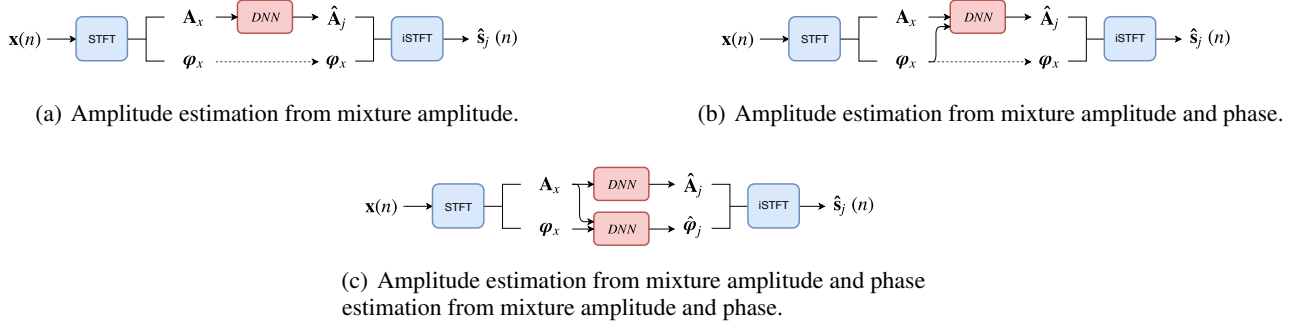 x(n) STFT A_x DNN Â_j φ_x φ_x iSTFT ŝ_j (n)
(a) Amplitude estimation from mixture amplitude.
x(n) STFT A_x DNN Â_j φ_x φ_x iSTFT ŝ_j (n)
(b) Amplitude estimation from mixture amplitude and phase.
x(n) STFT A_x DNN Â_j φ_x DNN φ̂_j iSTFT ŝ_j (n)
(c) Amplitude estimation from mixture amplitude and phase
estimation from mixture amplitude and phase.